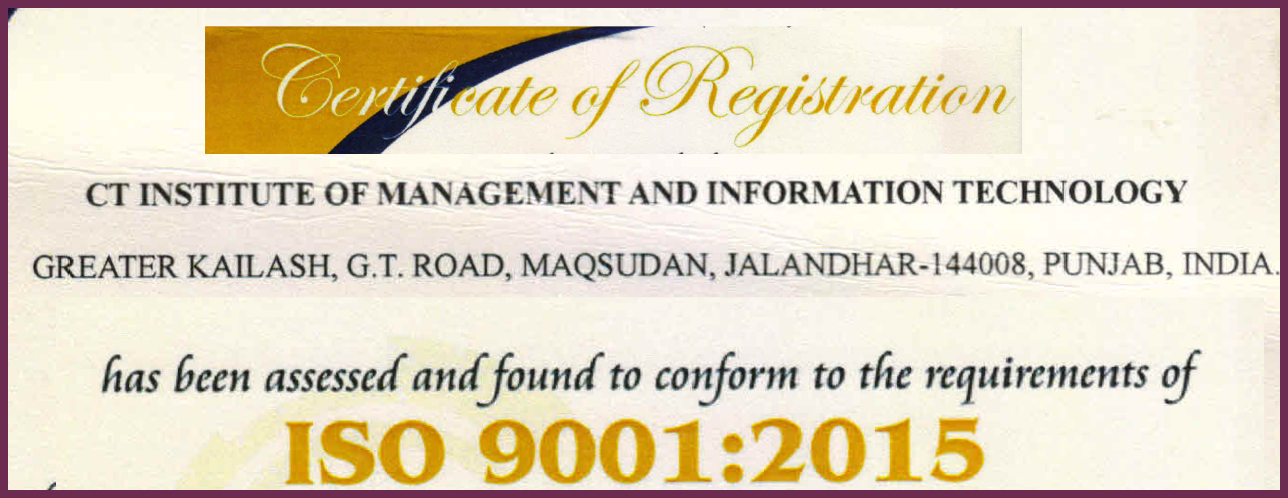 Certificate of Registration
CT INSTITUTE OF MANAGEMENT AND INFORMATION TECHNOLOGY
GREATER KAILASH, G.T. ROAD, MAQSUDAN, JALANDHAR-144008, PUNJAB, INDIA.
has been assessed and found to conform to the requirements of
ISO 9001:2015